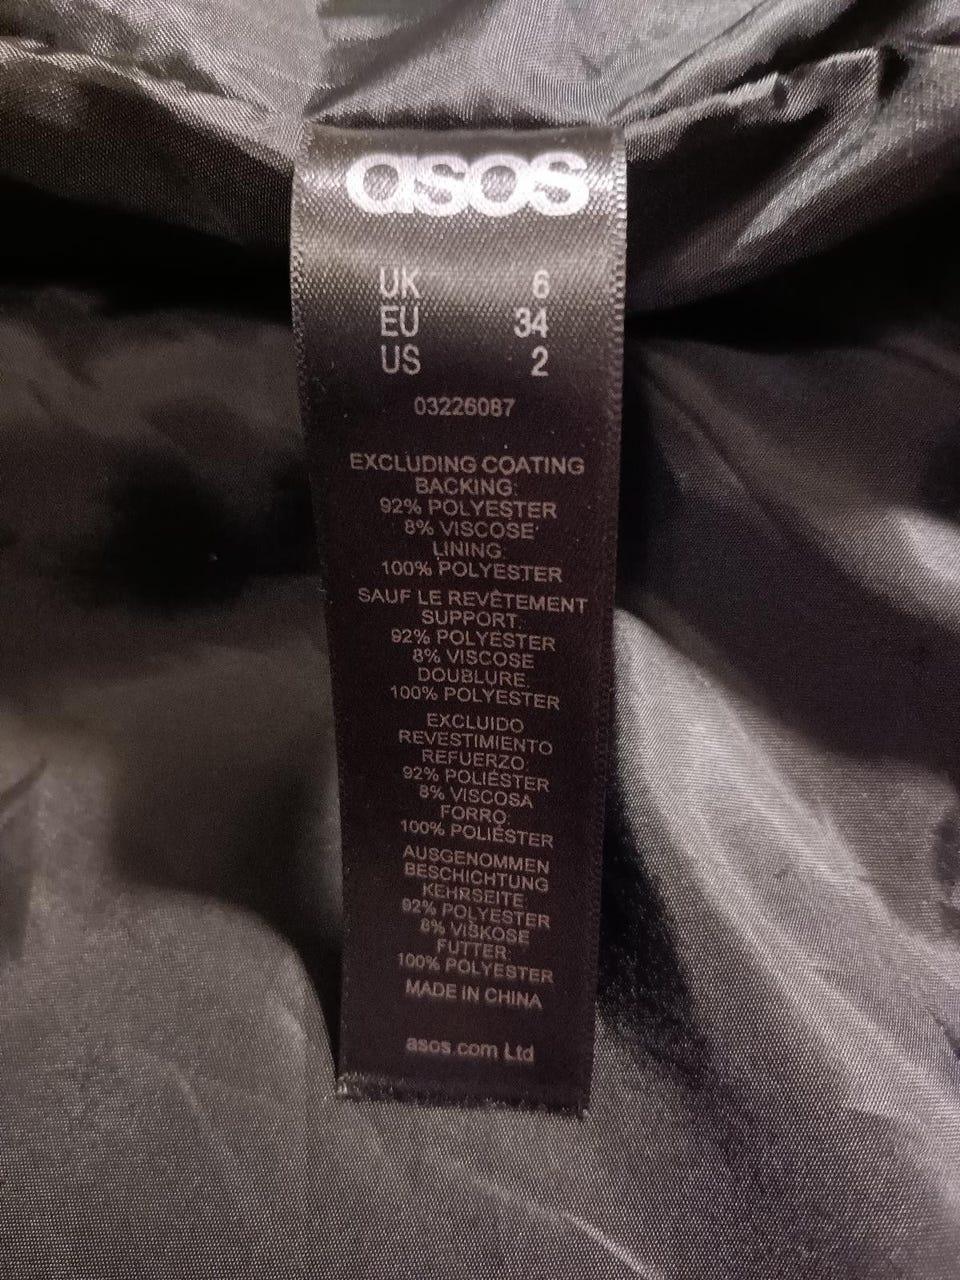 asos
UK 6
EU 34
US 2
03226087
EXCLUDING COATING
BACKING:
92% POLYESTER
8% VISCOSE
LINING:
100% POLYESTER
SAUF LE REVÊTEMENT
SUPPORT:
92% POLYESTER
8% VISCOSE
DOUBLURE:
100% POLYESTER
EXCLUIDO
REVESTIMIENTO
REFUERZO:
92% POLIÉSTER
8% VISCOSA
FORRO:
100% POLIÉSTER
AUSGENOMMEN
BESCHICHTUNG
KEHRSEITE:
92% POLYESTER
8% VISKOSE
FUTTER:
100% POLYESTER
MADE IN CHINA
asos.com Ltd